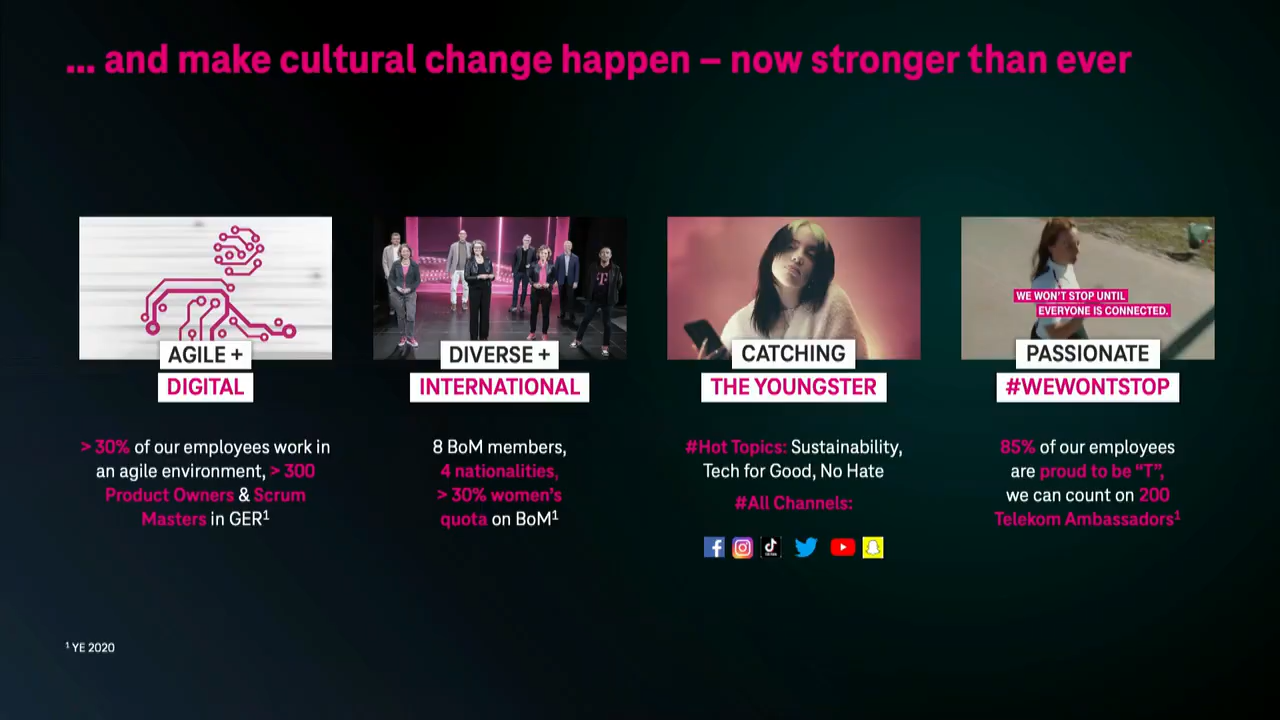 ... and make cultural change happen – now stronger than ever
AGILE +
DIGITAL
> 30% of our employees work in
an agile environment, > 300
Product Owners & Scrum
Masters in GER¹
DIVERSE +
INTERNATIONAL
8 BoM members,
4 nationalities,
> 30% women's
quota on BoM¹
CATCHING
THE YOUNGSTER
#Hot Topics: Sustainability,
Tech for Good, No Hate
#All Channels:
WE WON'T STOP UNTIL
EVERYONE IS CONNECTED.
PASSIONATE
#WEWONTSTOP
85% of our employees
are proud to be “T”,
we can count on 200
Telekom Ambassadors¹
¹ YE 2020